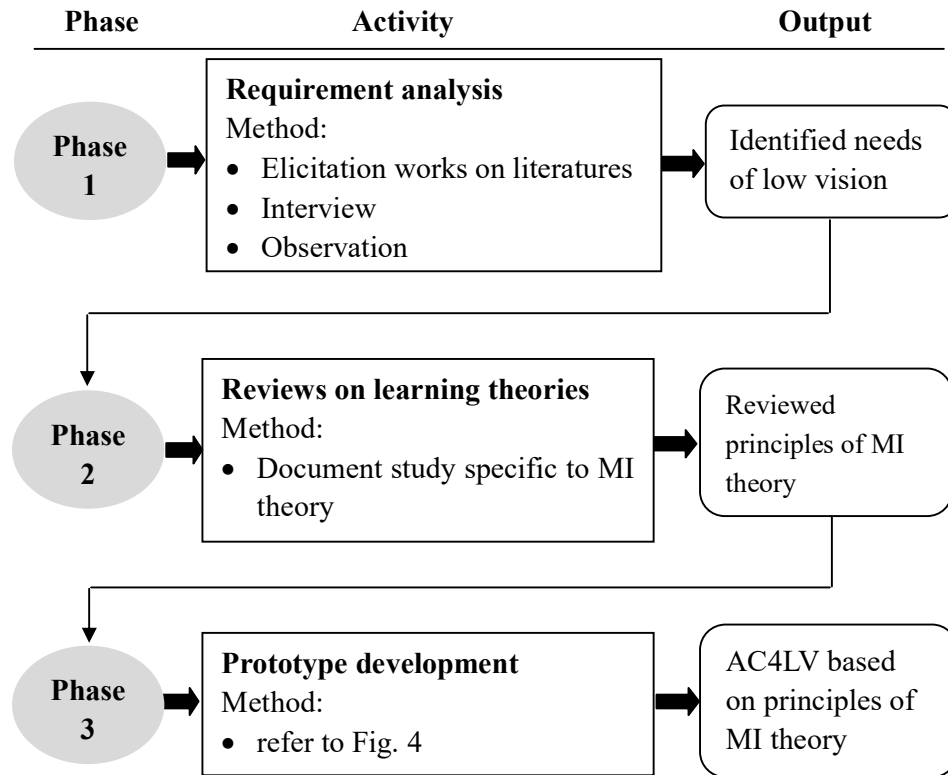 Phase Activity Output
Phase
1
Requirement analysis
Method:
• Elicitation works on literatures
• Interview
• Observation
Identified needs
of low vision
Phase
2
Reviews on learning theories
Method:
• Document study specific to MI
theory
Reviewed
principles of MI
theory
Phase
3
Prototype development
Method:
• refer to Fig. 4
AC4LV based
on principles of
MI theory